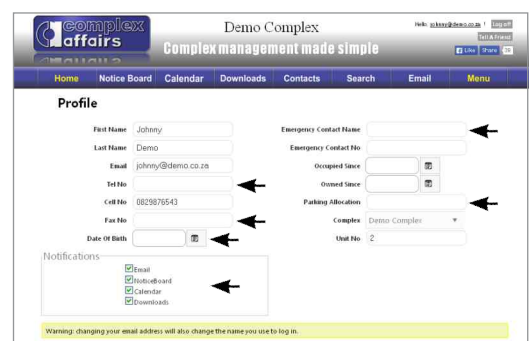 complex
affairs
Demo Complex
Complex management made simple
Hello johnny@demo.co.za ! Log off
Tell A Friend
Like Share
Home Notice Board Calendar Downloads Contacts Search Email Menu
Profile
First Name Johnny
Last Name Demo
Email johnny@demo.co.za
Tel No
Cell No 0829876543
Fax No
Date Of Birth
Emergency Contact Name
Emergency Contact No
Occupied Since
Owned Since
Parking Allocation
Complex Demo Complex
Unit No 2
Notifications
Email
NoticeBoard
Calendar
Downloads
Warning: changing your email address will also change the name you use to log in.